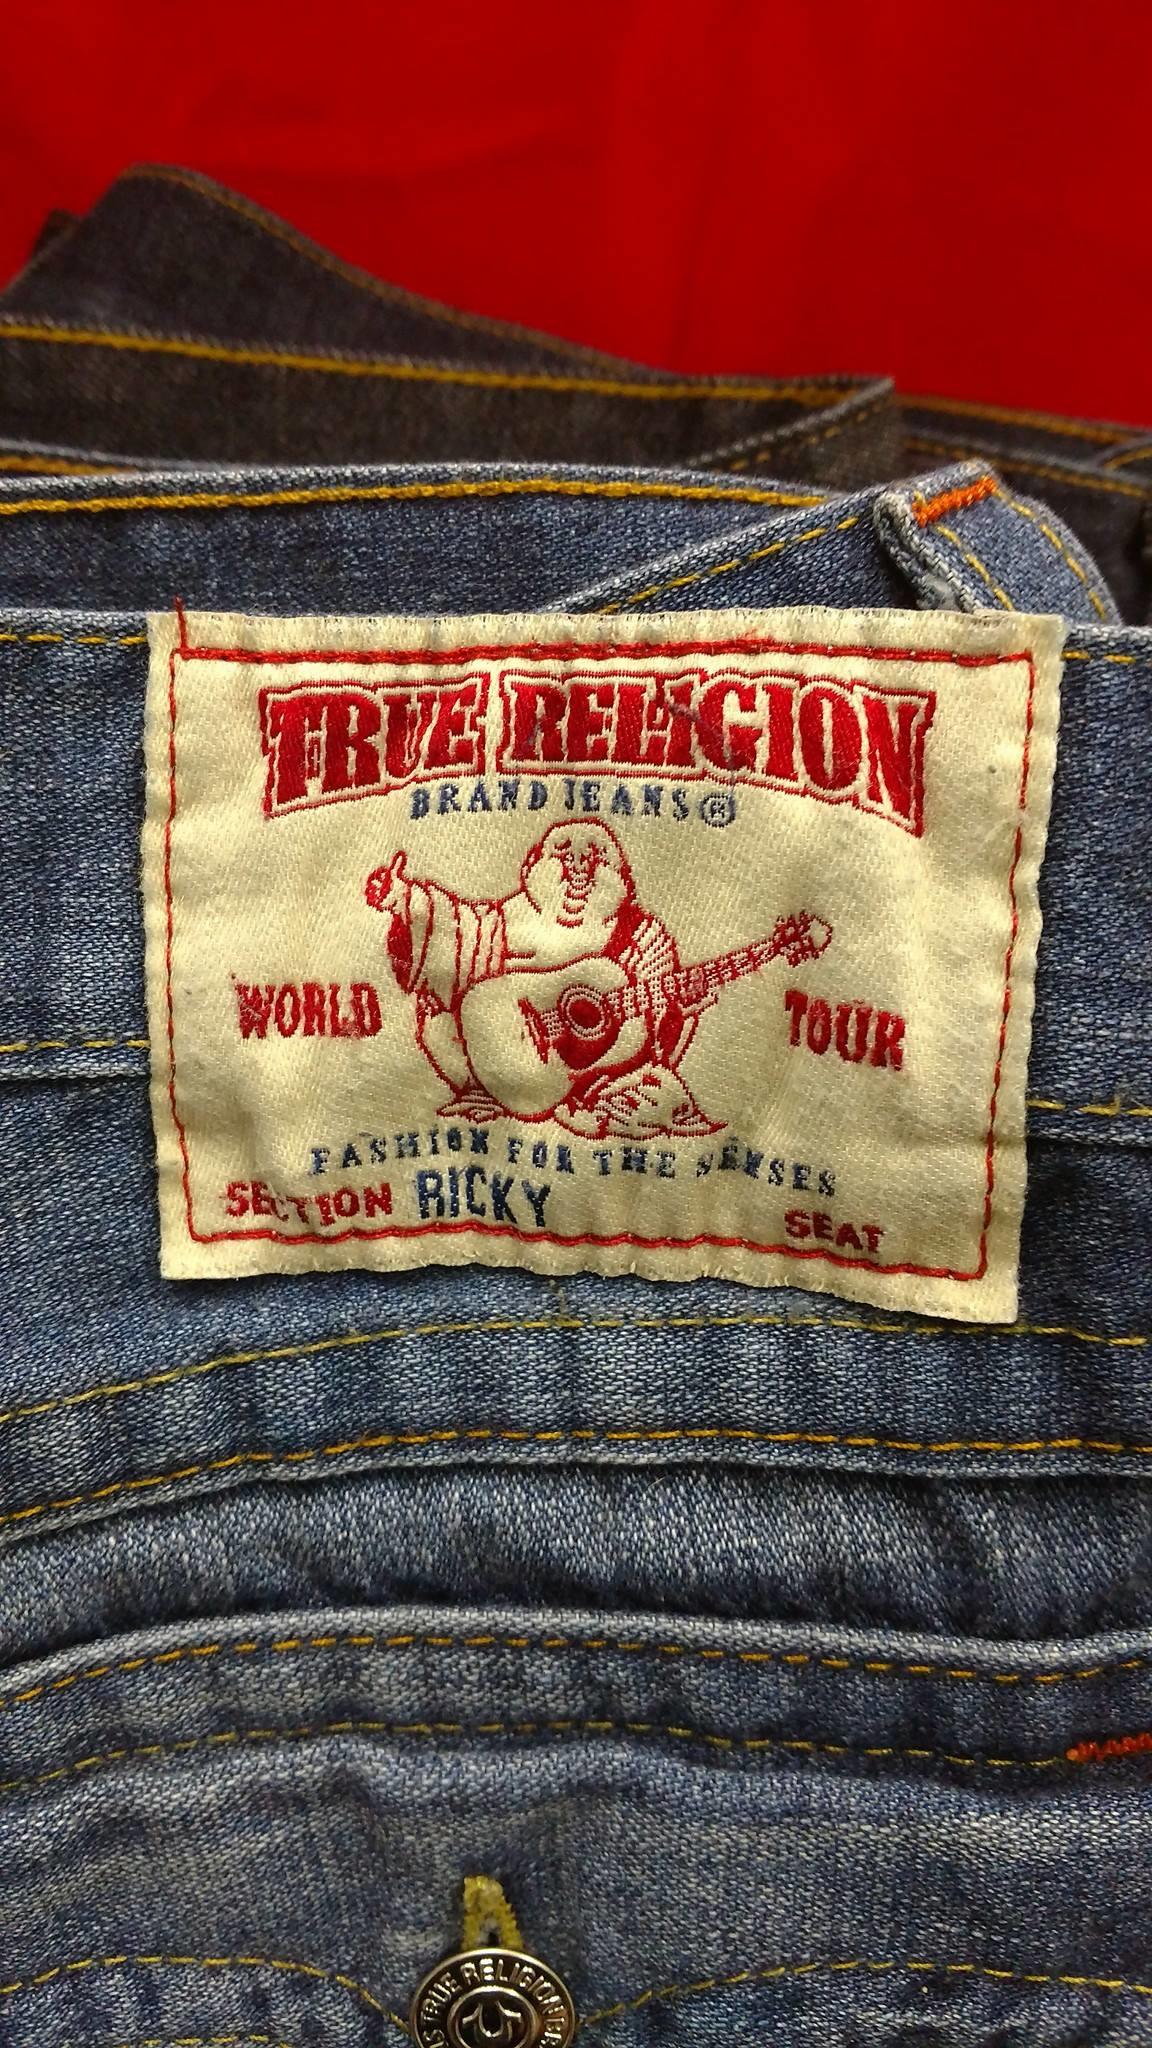 TRUE RELIGION
BRAND JEANS®
WORLD TOUR
FASHION FOR THE SENSES
SECTION RICKY SEAT
TRUE RELIGION